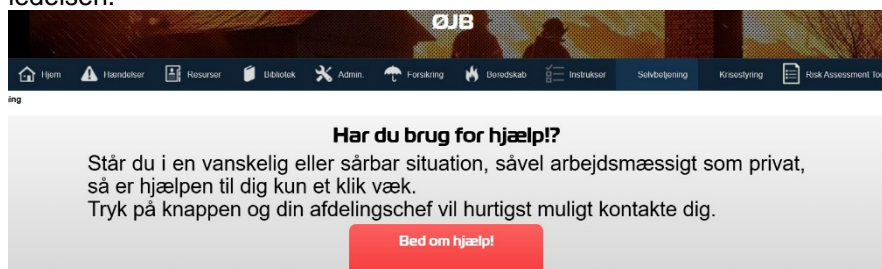 ledelsen.
ØJB
Hjem Hændelser Resurser Bibliotek Admin. Forsikring Beredskab Instrukser Selvbetjening Krisestyring Risk Assessment Too
ing
Har du brug for hjælp!?
Står du i en vanskelig eller sårbar situation, såvel arbejdsmæssigt som privat,
så er hjælpen til dig kun et klik væk.
Tryk på knappen og din afdelingschef vil hurtigst muligt kontakte dig.
Bed om hjælp!